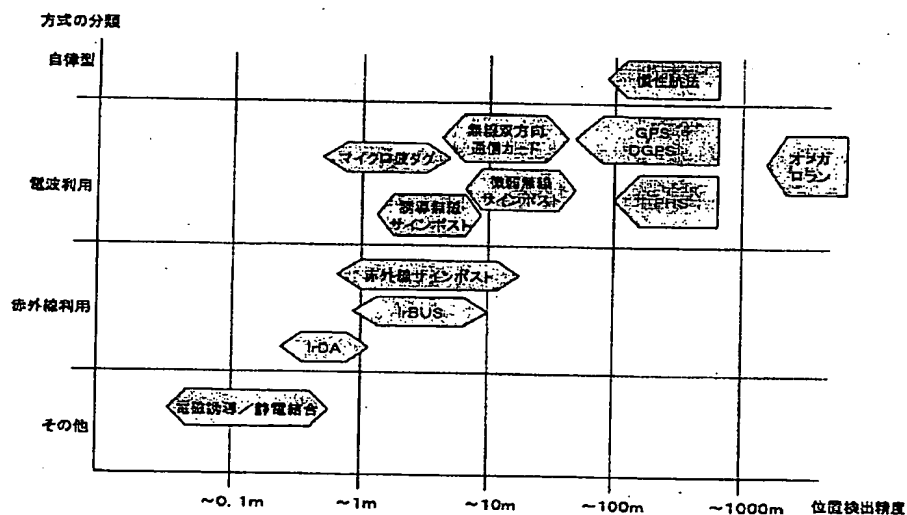 方式の分類
自律型
慣性航法
電波利用
マイクロ波タグ
無線双方向
通信カード
GPS
DGPS
オメガ
ロラン
微弱無線
サインポスト
PHS
誘導無線
サインポスト
赤外線利用
赤外線サインポスト
IrBUS
IrDA
その他
電磁誘導/静電結合
~0.1m
~1m
~10m
~100m
~1000m
位置検出精度